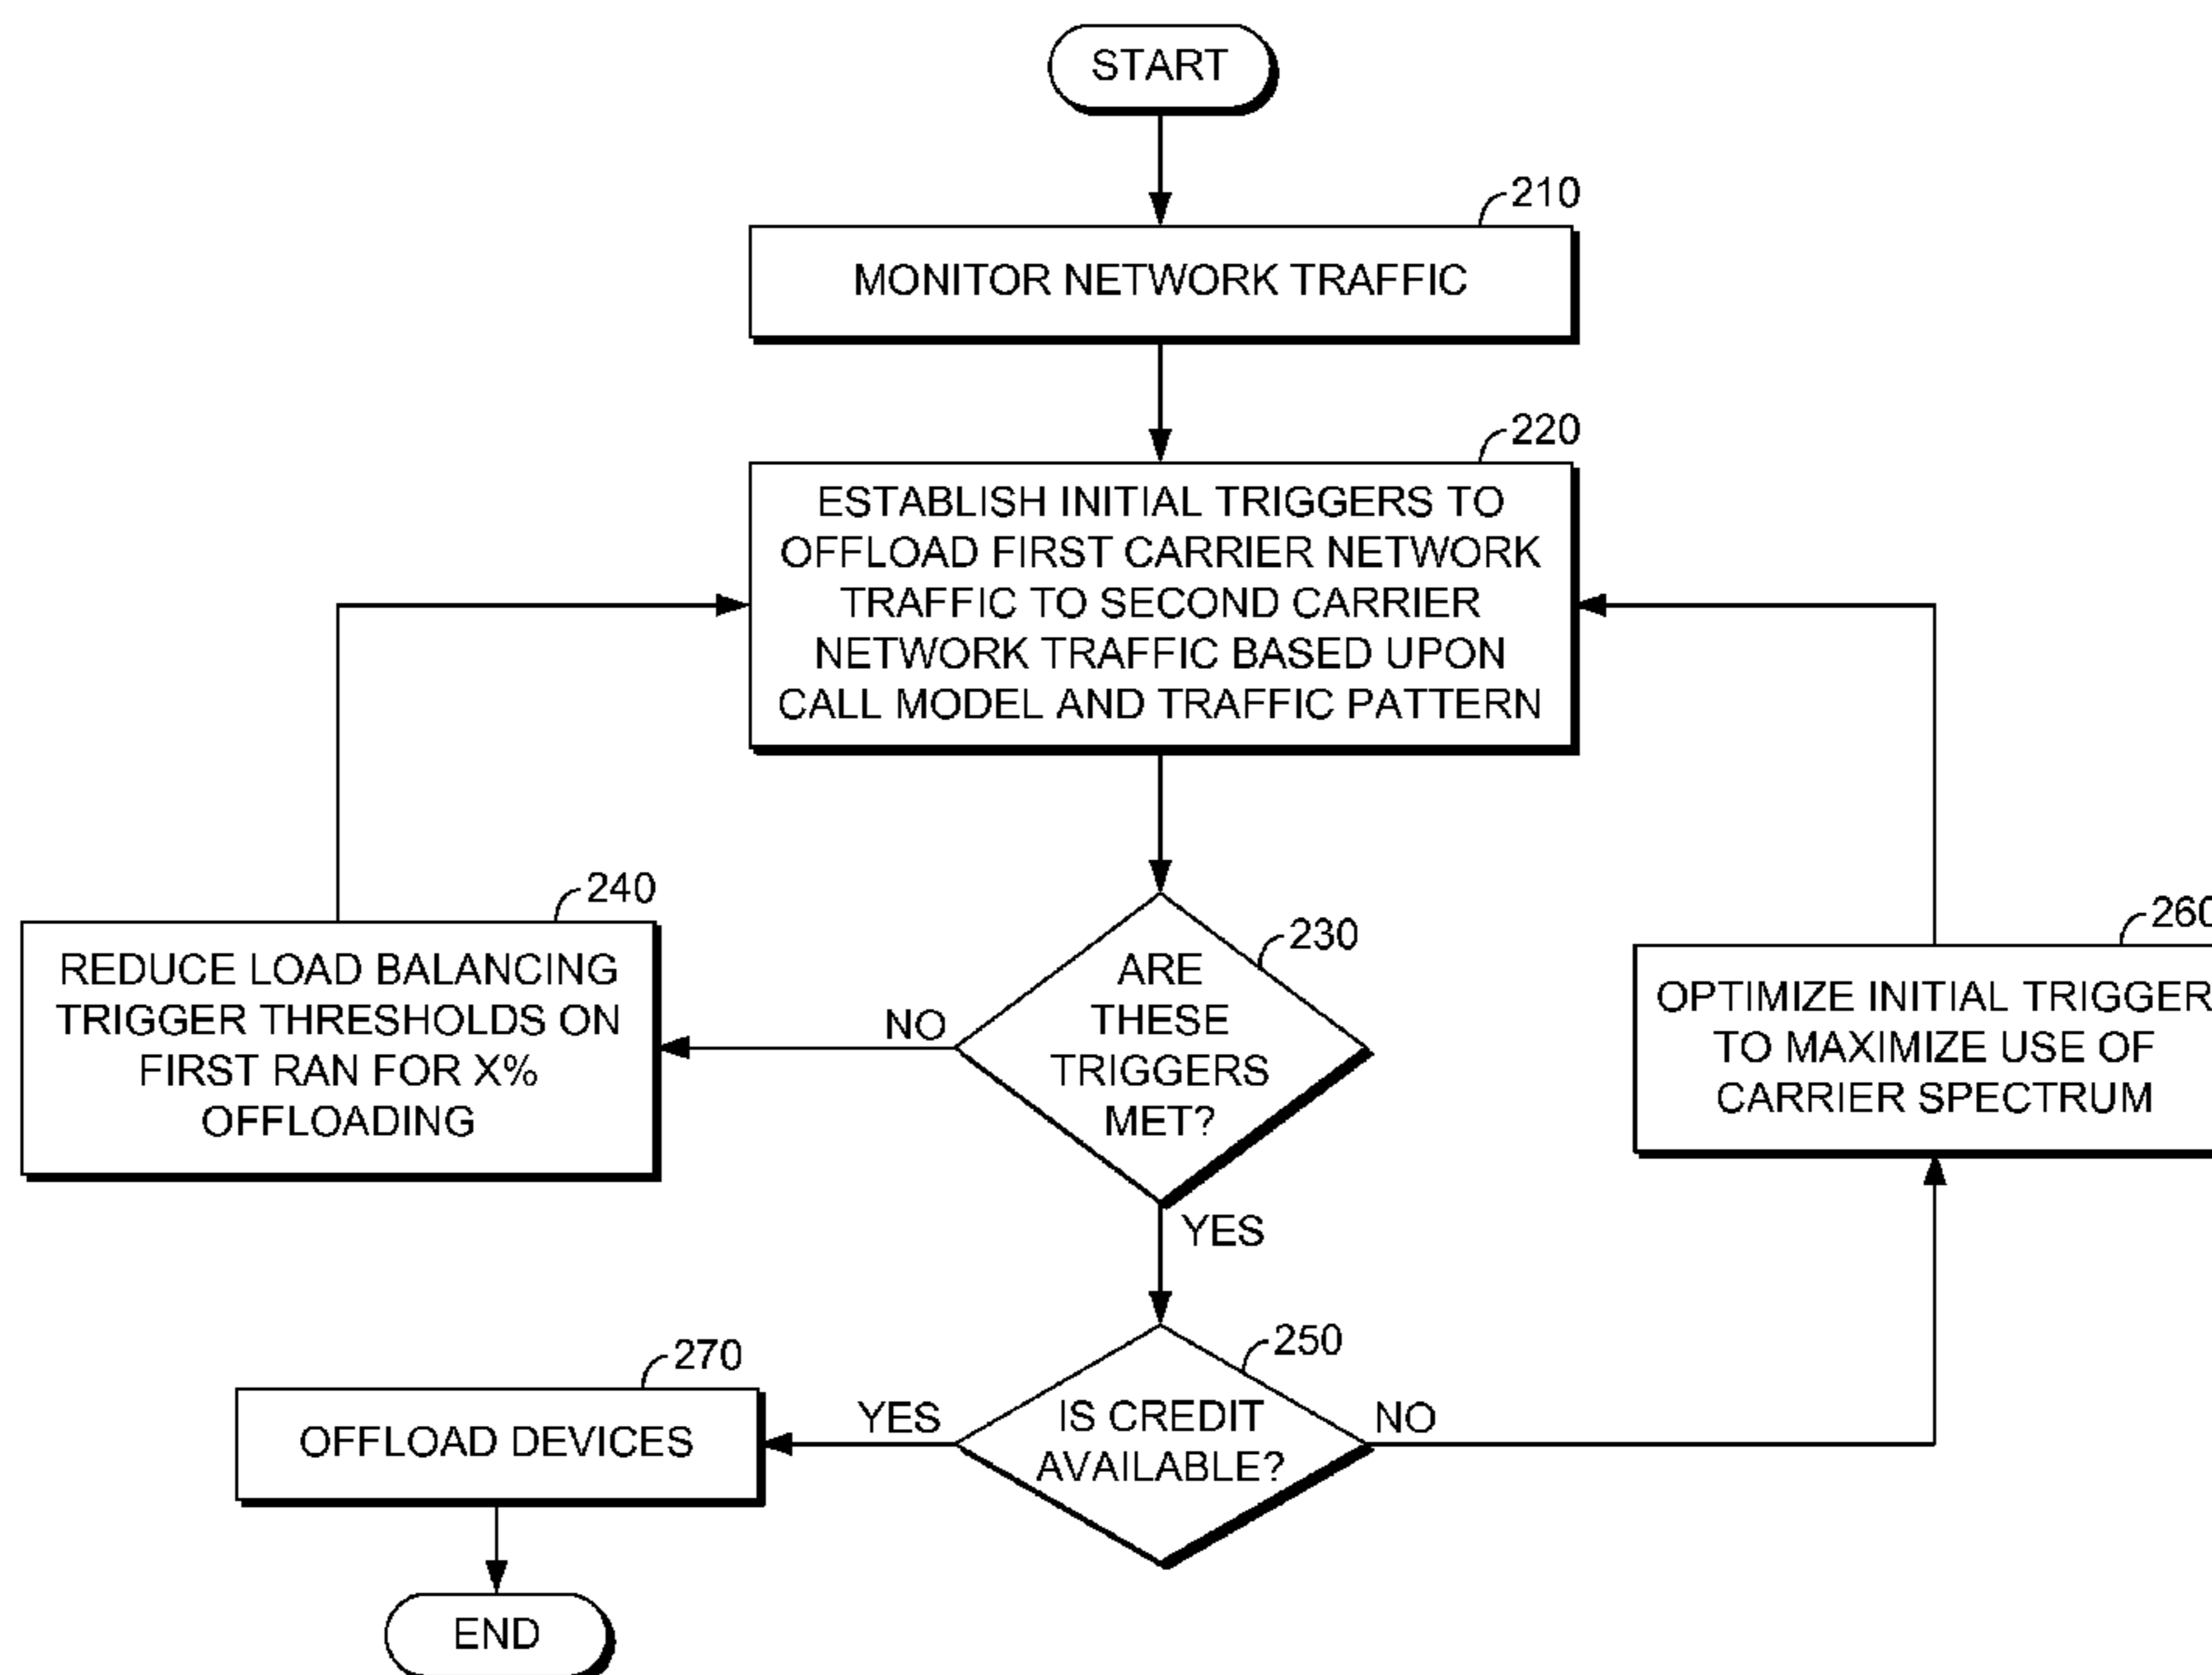 START
210
MONITOR NETWORK TRAFFIC
220
ESTABLISH INITIAL TRIGGERS TO
OFFLOAD FIRST CARRIER NETWORK
TRAFFIC TO SECOND CARRIER
NETWORK TRAFFIC BASED UPON
CALL MODEL AND TRAFFIC PATTERN
240
REDUCE LOAD BALANCING
TRIGGER THRESHOLDS ON
FIRST RAN FOR X%
OFFLOADING
NO
230
ARE
THESE
TRIGGERS
MET?
YES
260
OPTIMIZE INITIAL TRIGGER
TO MAXIMIZE USE OF
CARRIER SPECTRUM
270
OFFLOAD DEVICES
YES
250
IS CREDIT
AVAILABLE?
NO
END